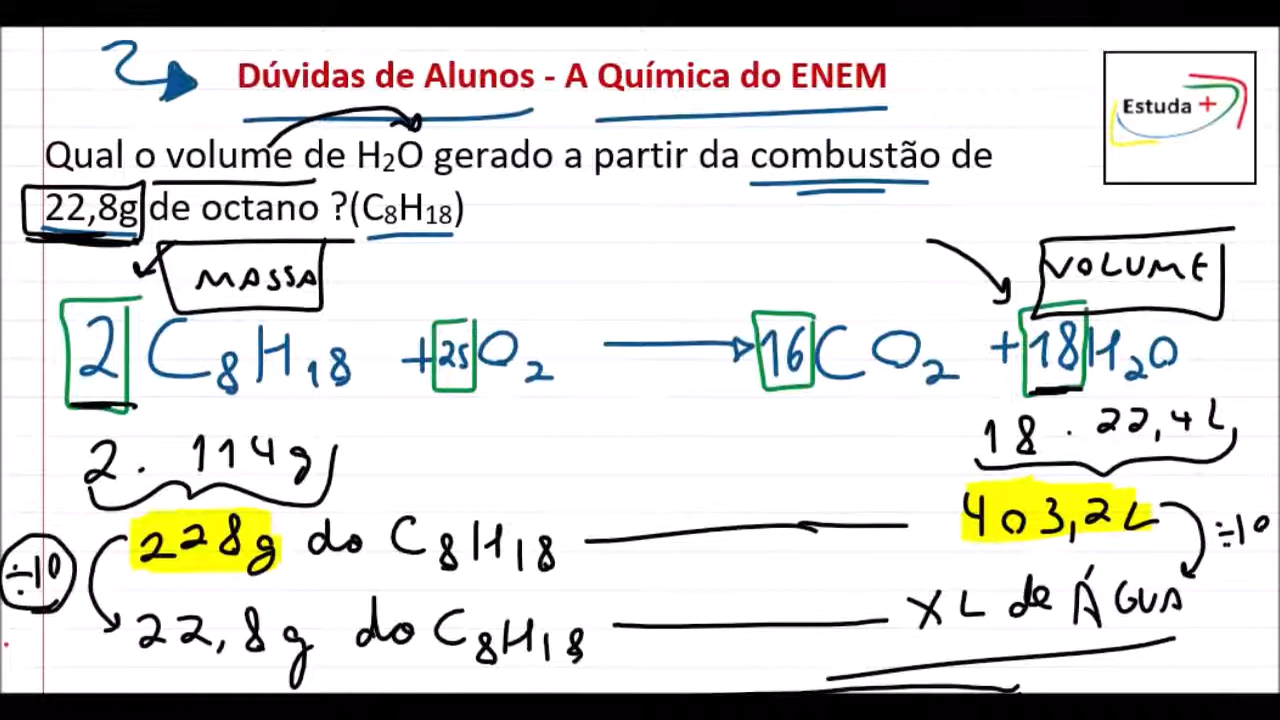 Dúvidas de Alunos - A Química do ENEM
Estuda +
Qual o volume de H₂O gerado a partir da combustão de
22,8g de octano ?(C₈H₁₈)
MASSA
VOLUME
2 C₈H₁₈ + 25 O₂ → 16 CO₂ + 18 H₂O
2 . 114g
18 . 22,4L
228g do C₈H₁₈ 403,2L
÷10
÷10
22,8g do C₈H₁₈ XL de ÁGUA